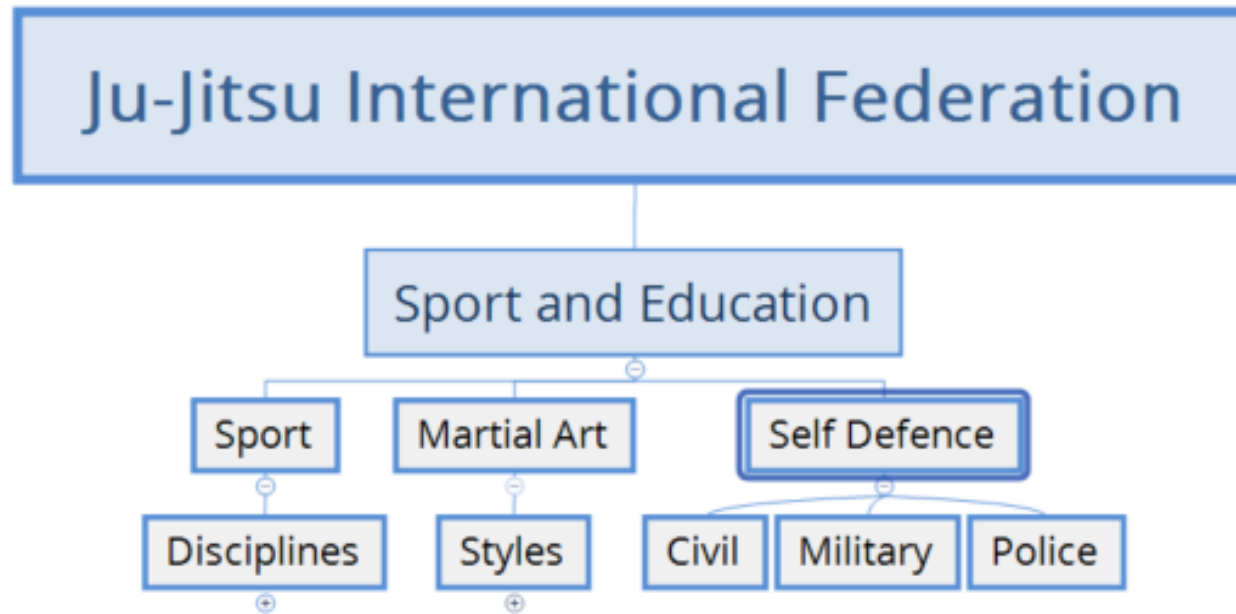 Ju-Jitsu International Federation
Sport and Education
Sport
Martial Art
Self Defence
Disciplines
Styles
Civil
Military
Police